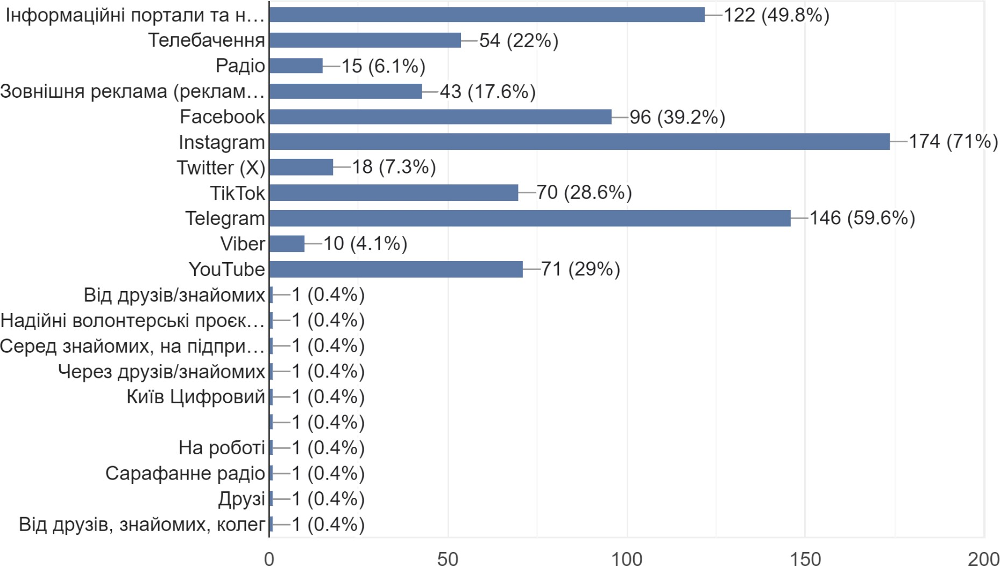 Інформаційні портали та н… 122 (49.8%)
Телебачення 54 (22%)
Радіо 15 (6.1%)
Зовнішня реклама (реклам… 43 (17.6%)
Facebook 96 (39.2%)
Instagram 174 (71%)
Twitter (X) 18 (7.3%)
TikTok 70 (28.6%)
Telegram 146 (59.6%)
Viber 10 (4.1%)
YouTube 71 (29%)
Від друзів/знайомих 1 (0.4%)
Надійні волонтерські проєк… 1 (0.4%)
Серед знайомих, на підпри… 1 (0.4%)
Через друзів/знайомих 1 (0.4%)
Київ Цифровий 1 (0.4%)
1 (0.4%)
На роботі 1 (0.4%)
Сарафанне радіо 1 (0.4%)
Друзі 1 (0.4%)
Від друзів, знайомих, колег 1 (0.4%)
0 50 100 150 200